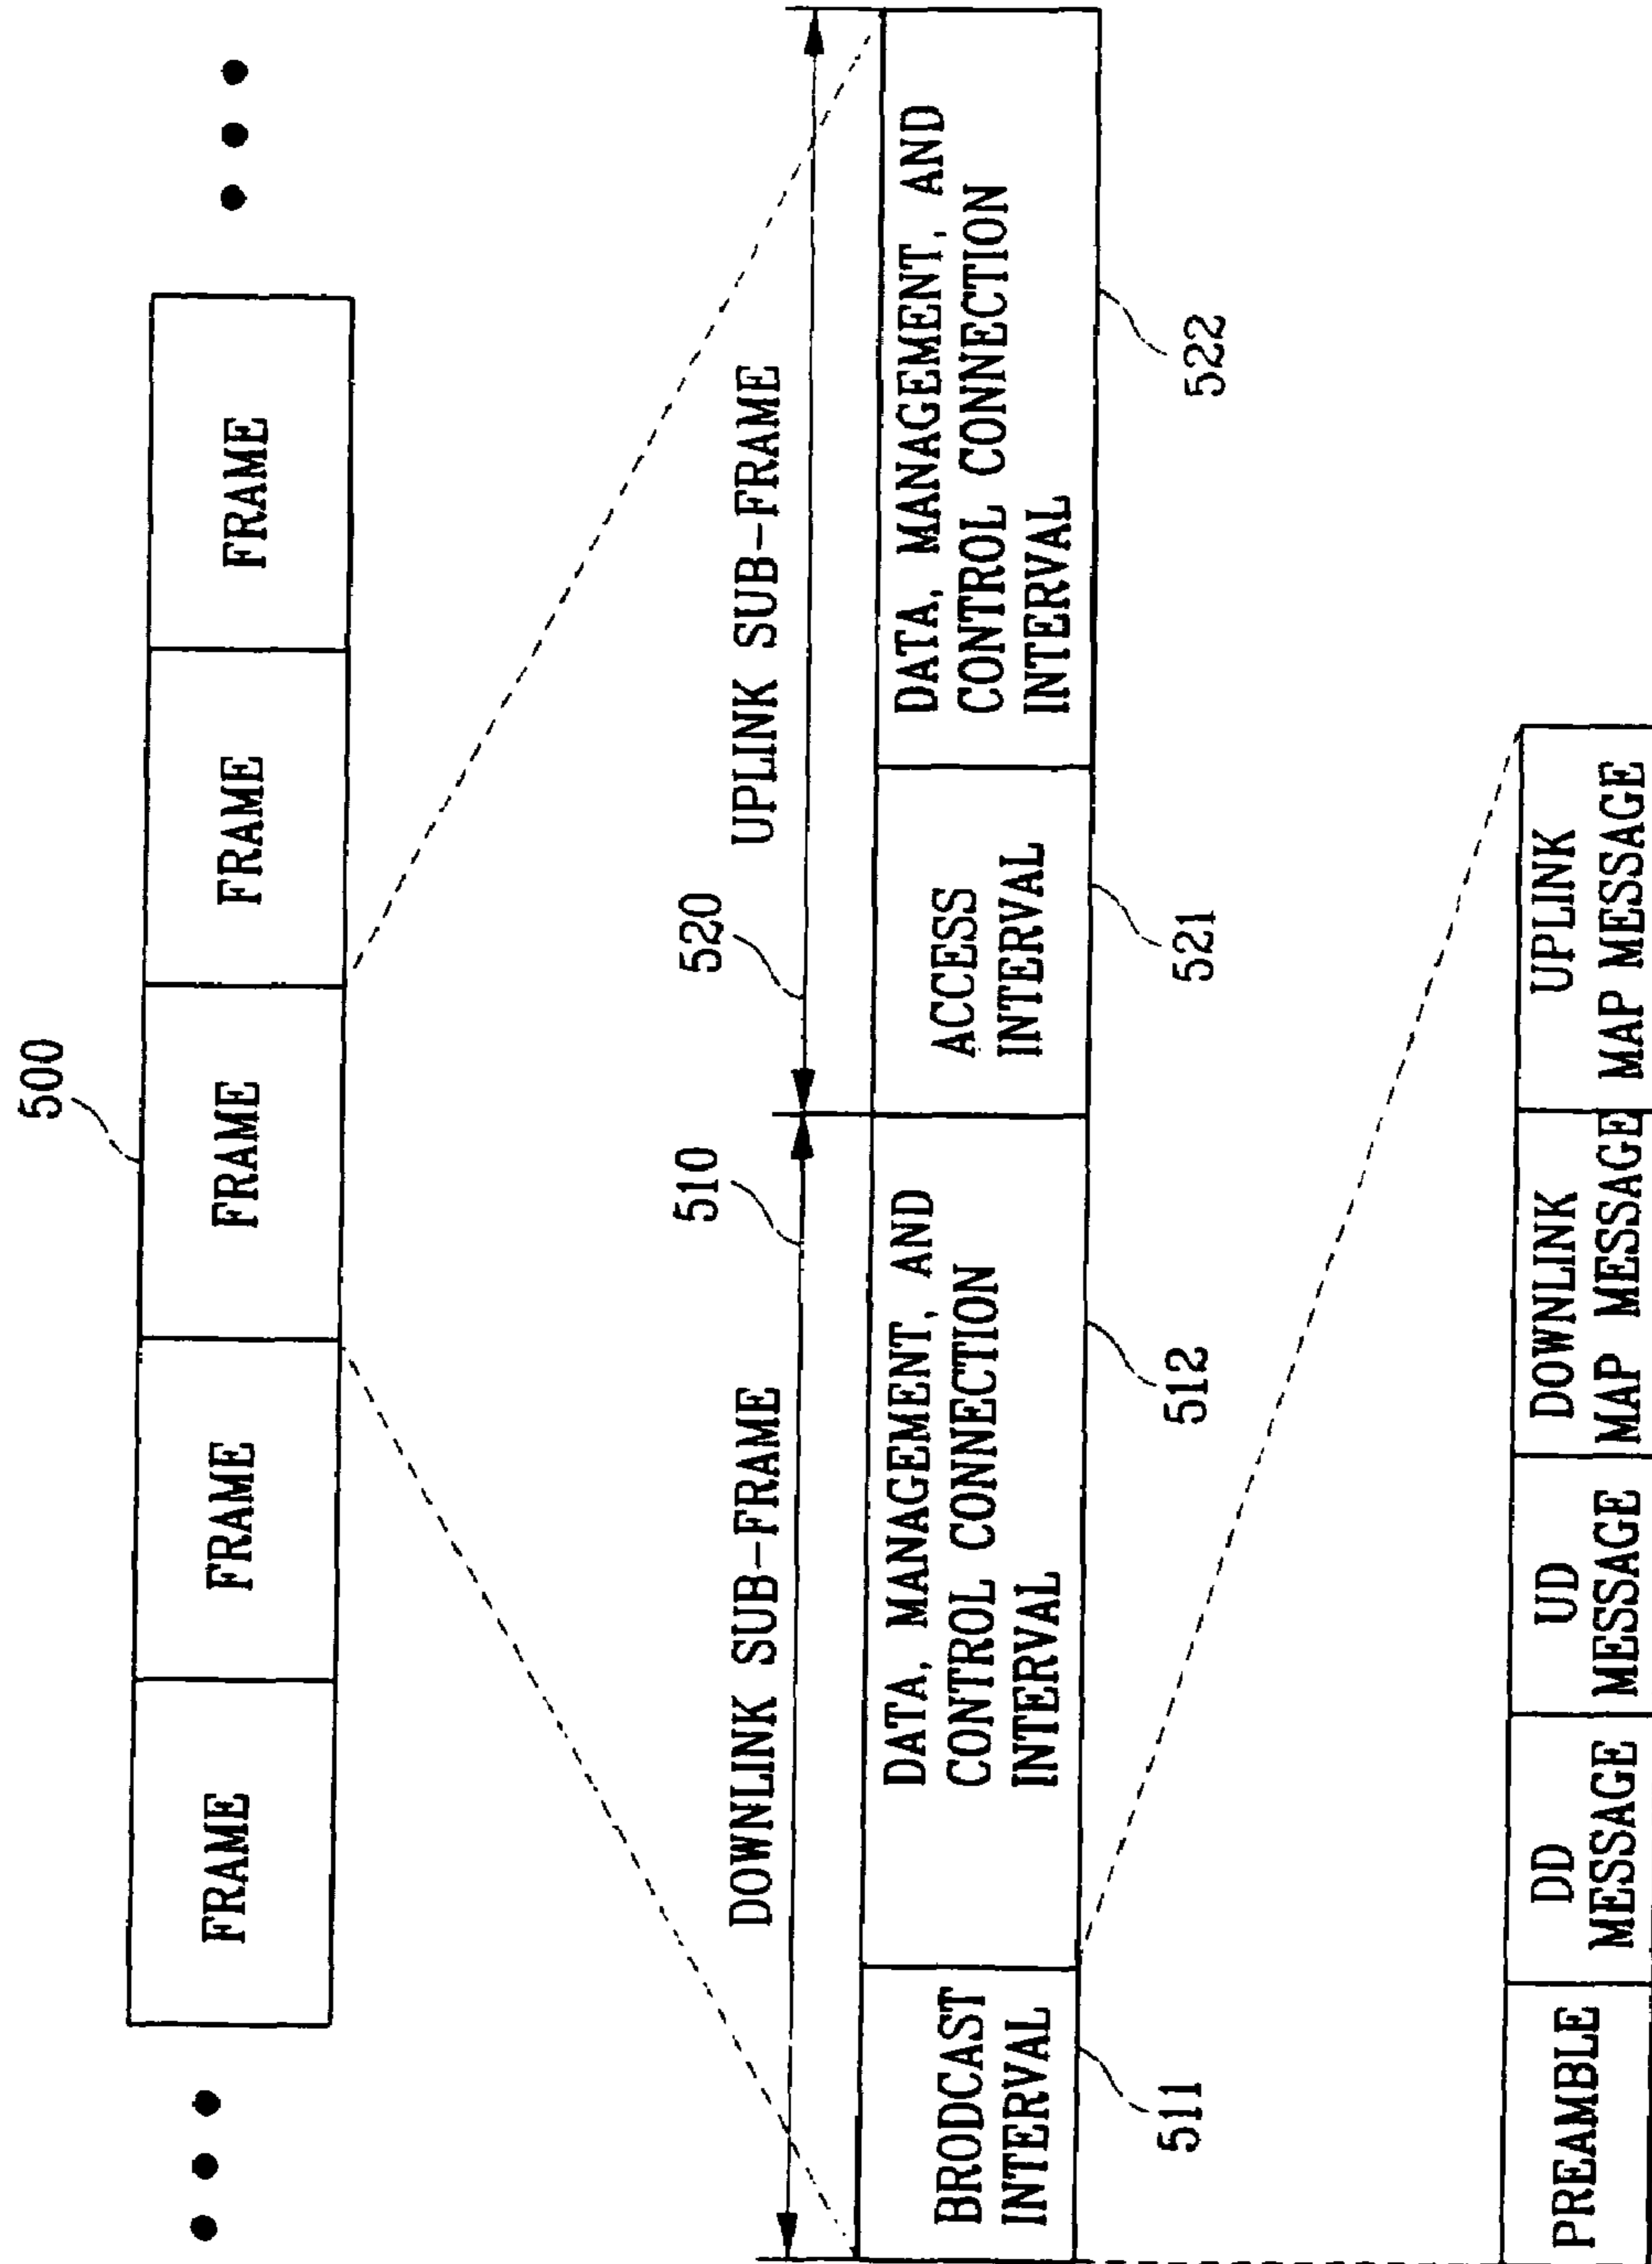 500
FRAME
FRAME
FRAME
FRAME
FRAME
DOWNLINK SUB-FRAME
510
520
UPLINK SUB-FRAME
BRODCAST
INTERVAL
DATA, MANAGEMENT, AND
CONTROL CONNECTION
INTERVAL
ACCESS
INTERVAL
DATA, MANAGEMENT, AND
CONTROL CONNECTION
INTERVAL
511
512
521
522
PREAMBLE
DD
MESSAGE
UD
MESSAGE
DOWNLINK
MAP MESSAGE
UPLINK
MAP MESSAGE